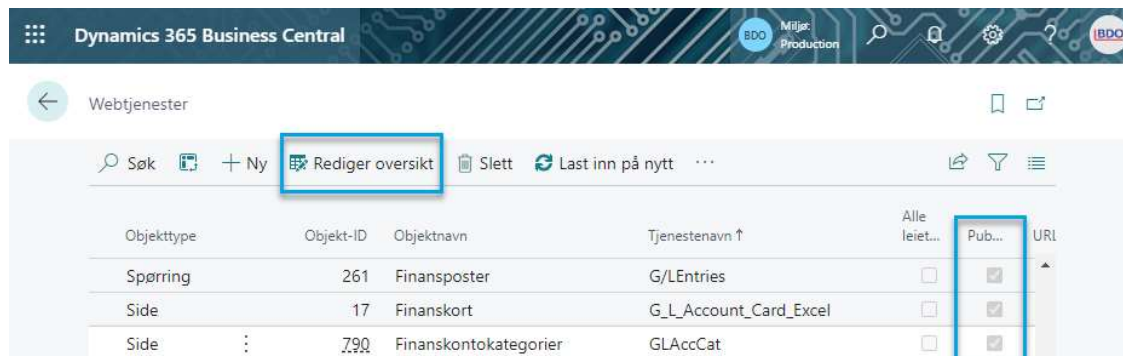 Dynamics 365 Business Central
BDO
Miljø:
Production
BDO
Webtjenester
Søk
Ny
Rediger oversikt
Slett
Last inn på nytt
Objekttype Objekt-ID Objektnavn Tjenestenavn ↑ Alle leiet... Pub... URL
Spørring 261 Finansposter G/LEntries
Side 17 Finanskort G_L_Account_Card_Excel
Side 790 Finanskontokategorier GLAccCat